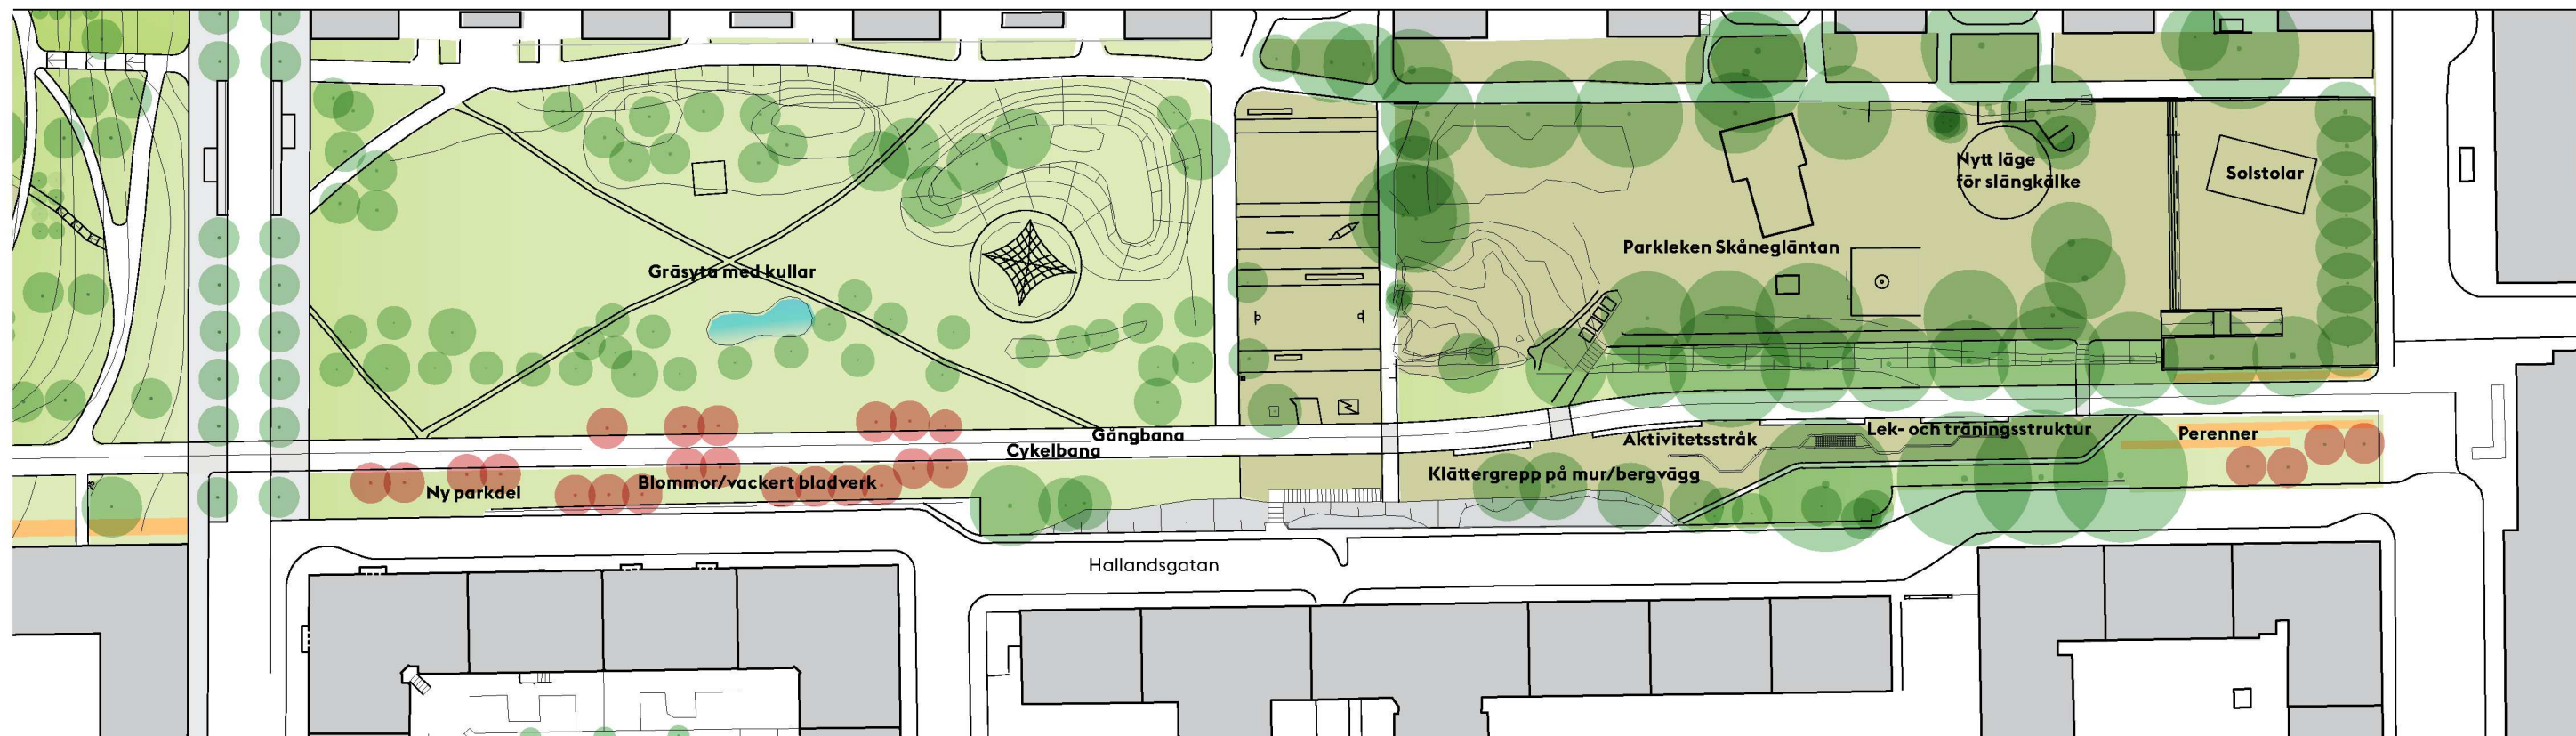 Nytt läge
för slängkälke
Solstolar
Parkleken Skånegläntan
Gräsyta med kullar
Gångbana
Cykelbana
Aktivitetsstråk
Lek- och träningsstruktur
Perenner
Klättergrepp på mur/bergvägg
Blommor/vackert bladverk
Ny parkdel
Hallandsgatan